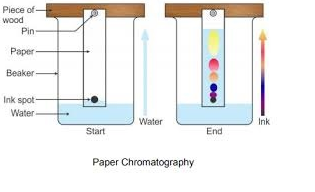 Piece of
wood
Pin
Paper
Beaker
Ink spot
Water
Start
Water
End
Ink
Paper Chromatography